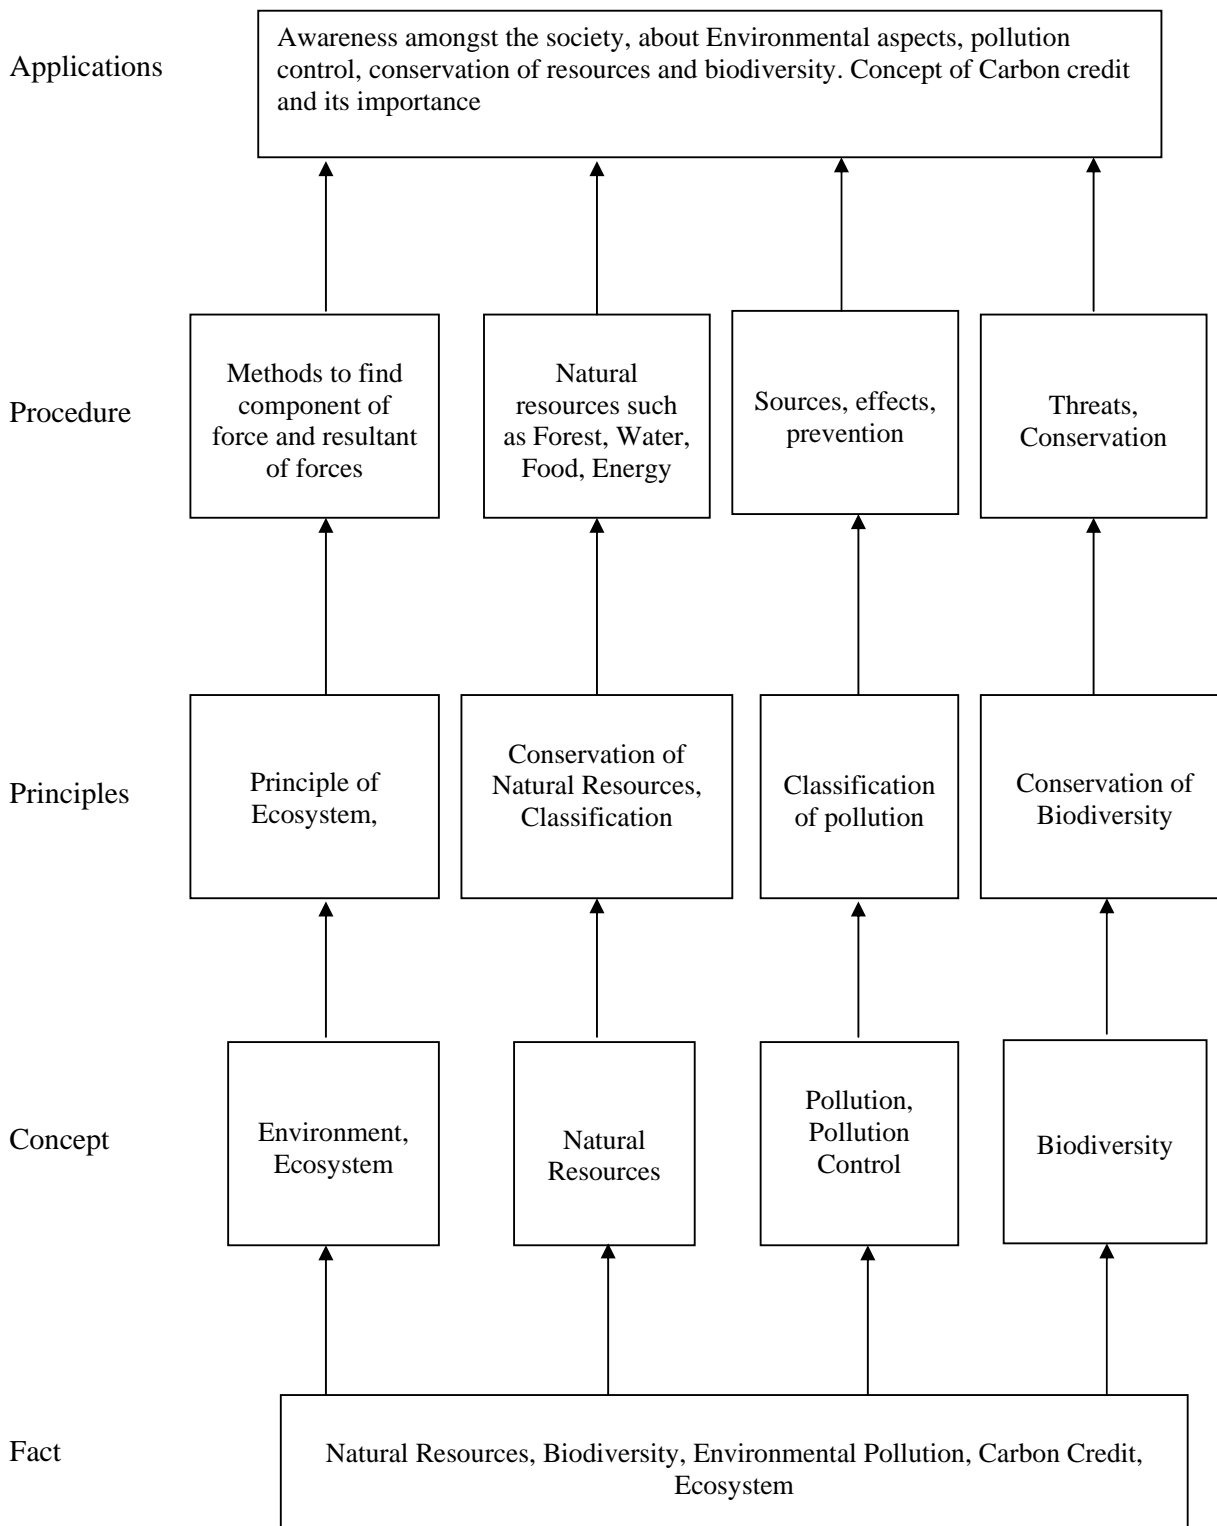 Applications
Awareness amongst the society, about Environmental aspects, pollution
control, conservation of resources and biodiversity. Concept of Carbon credit
and its importance
Procedure
Methods to find
component of
force and resultant
of forces
Natural
resources such
as Forest, Water,
Food, Energy
Sources, effects,
prevention
Threats,
Conservation
Principles
Principle of
Ecosystem,
Conservation of
Natural Resources,
Classification
Classification
of pollution
Conservation of
Biodiversity
Concept
Environment,
Ecosystem
Natural
Resources
Pollution,
Pollution
Control
Biodiversity
Fact
Natural Resources, Biodiversity, Environmental Pollution, Carbon Credit,
Ecosystem